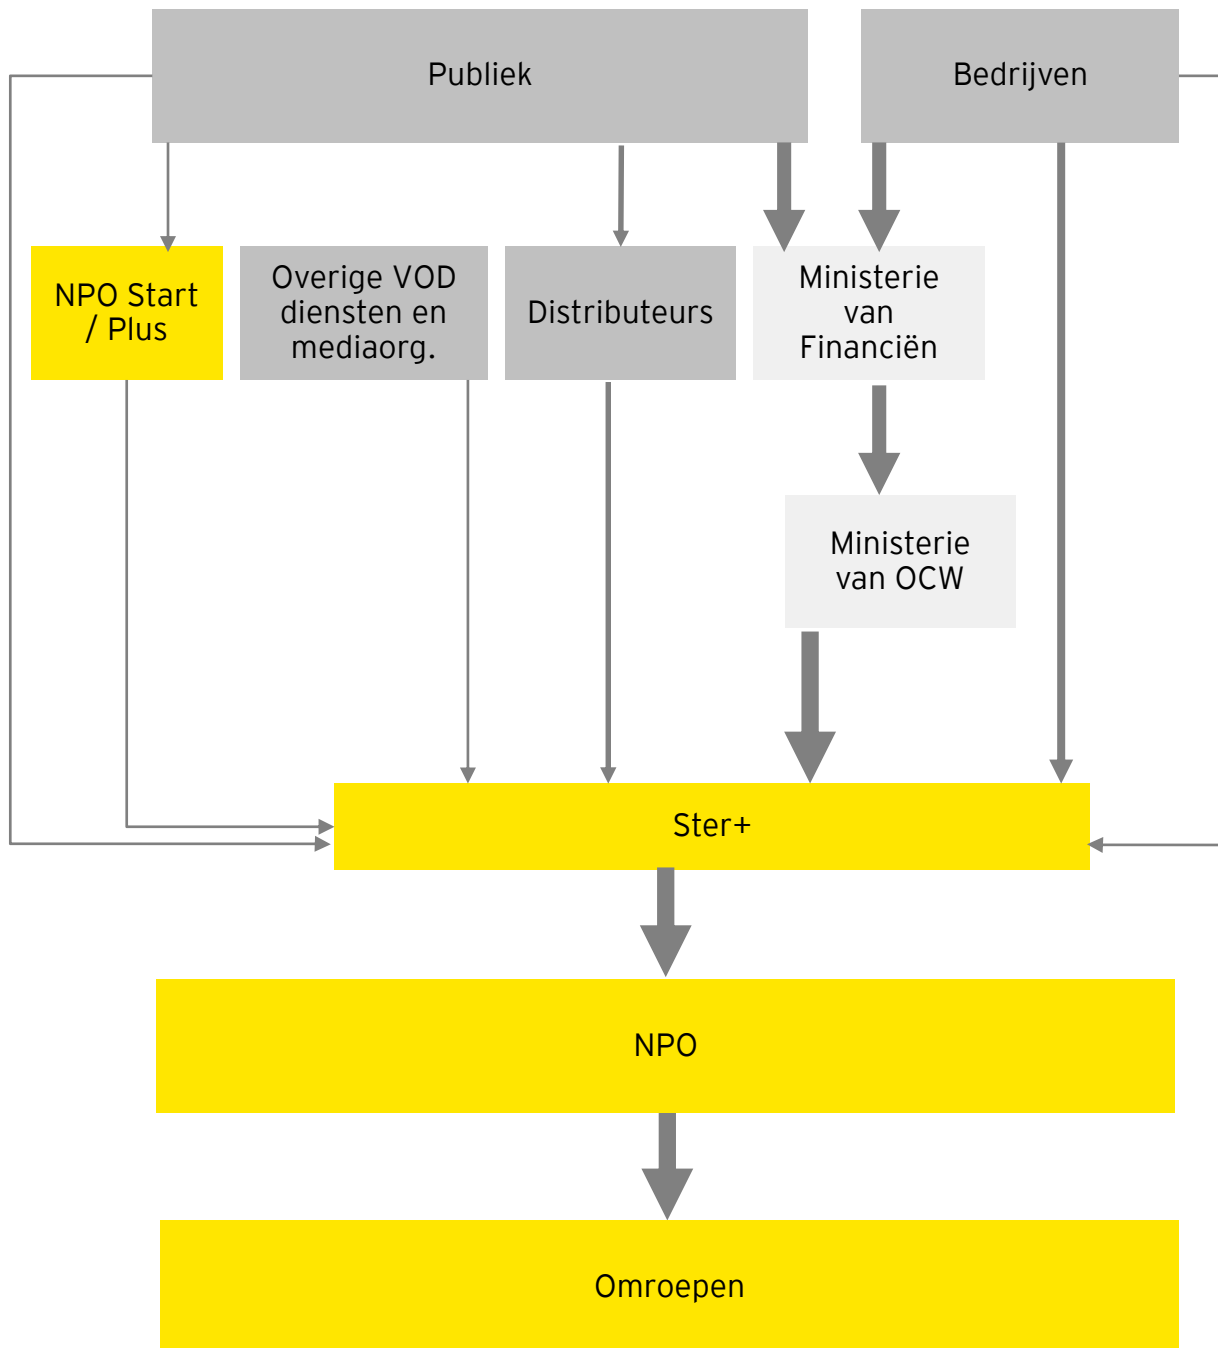 Publiek
Bedrijven
NPO Start
/ Plus
Overige VOD
diensten en
mediaorg.
Distributeurs
Ministerie
van
Financiën
Ministerie
van OCW
Ster+
NPO
Omroepen